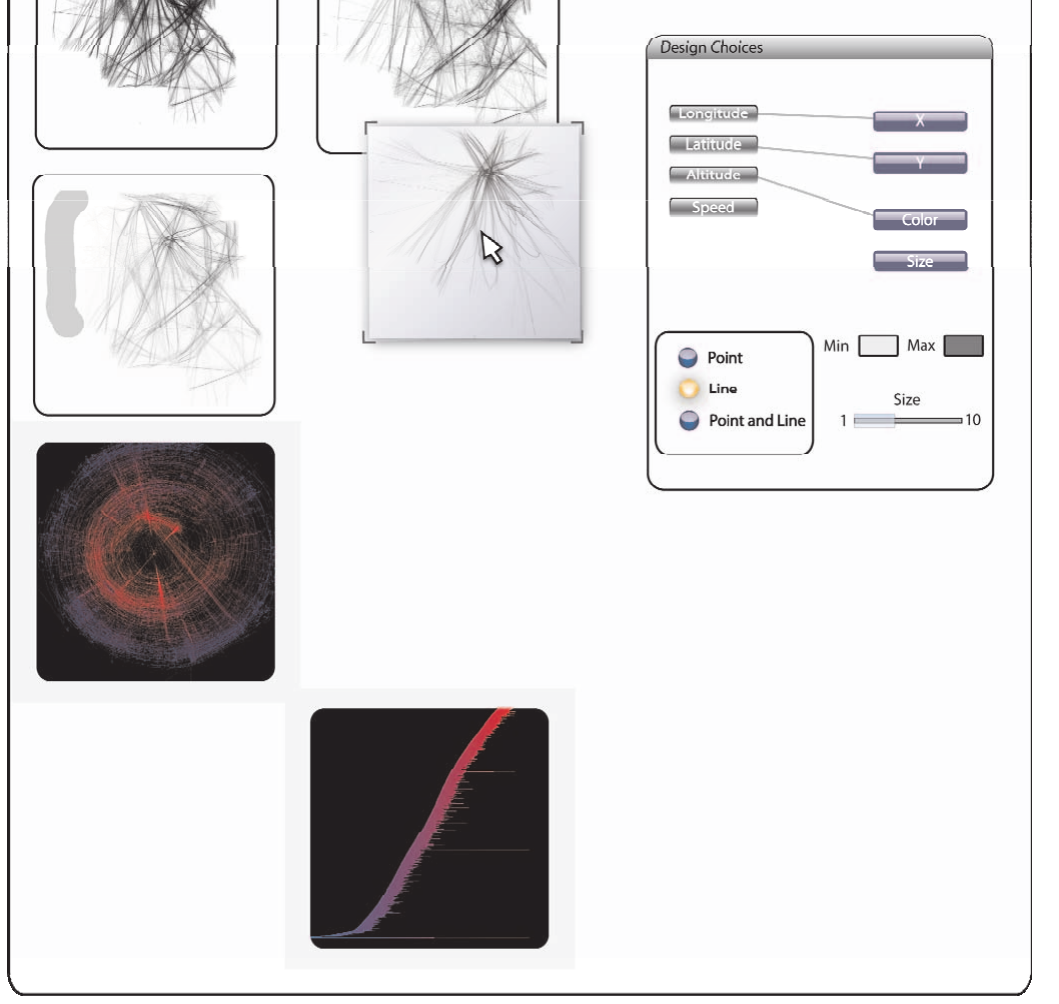 Design Choices
Longitude
X
Latitude
Y
Altitude
Speed
Color
Size
Point
Line
Point and Line
Min
Max
Size
1
10